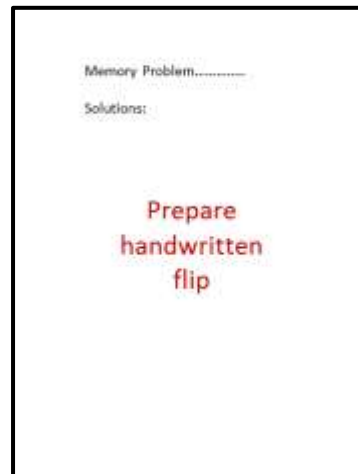 Memory Problem............
Solutions:
Prepare
handwritten
flip